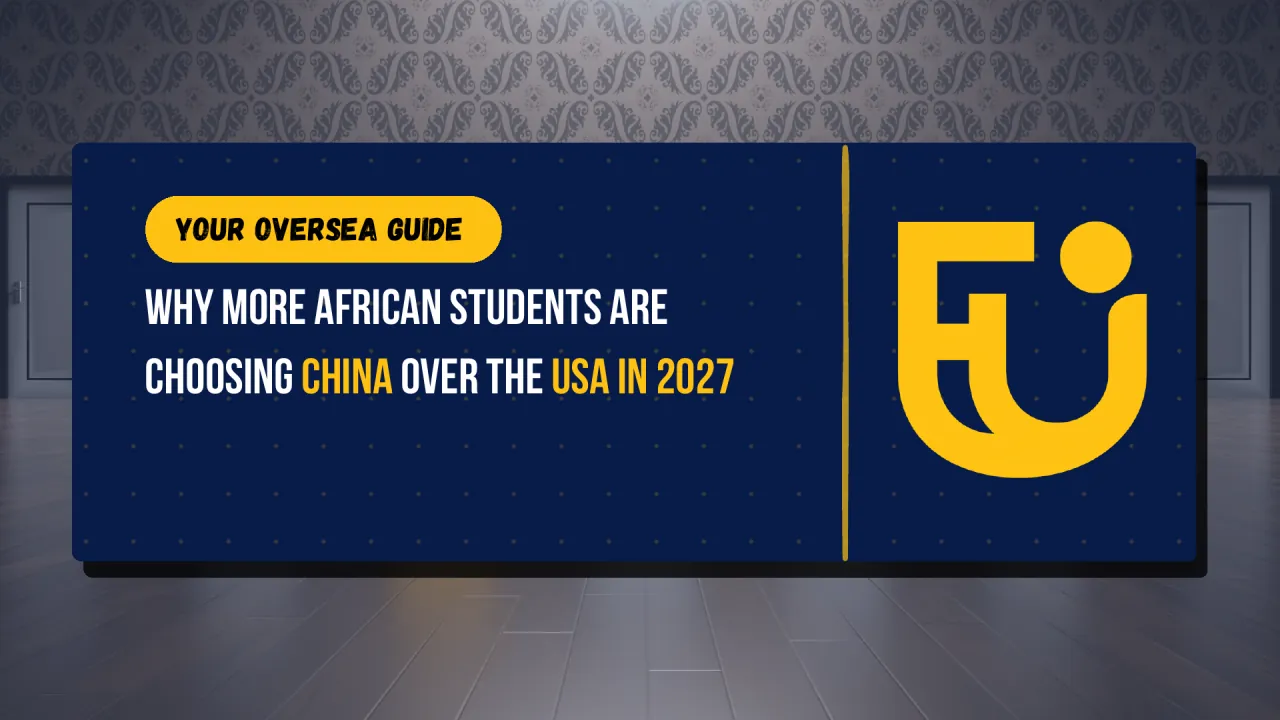 YOUR OVERSEA GUIDE
WHY MORE AFRICAN STUDENTS ARE
CHOOSING CHINA OVER THE USA IN 2027